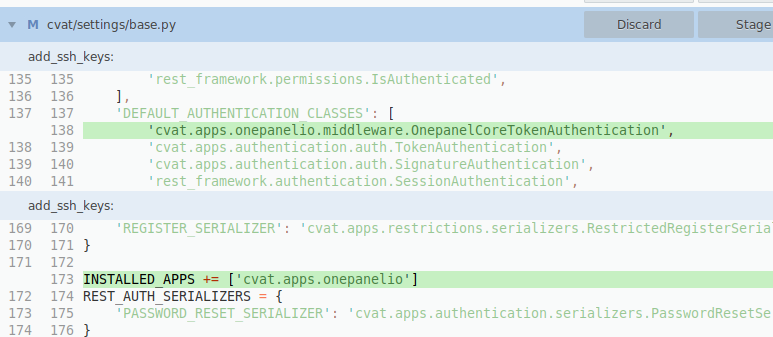 M cvat/settings/base.py Discard Stage
add_ssh_keys:
135 135 'rest_framework.permissions.IsAuthenticated',
136 136 ],
137 137 'DEFAULT_AUTHENTICATION_CLASSES': [
138 'cvat.apps.onepanelio.middleware.OnepanelCoreTokenAuthentication',
138 139 'cvat.apps.authentication.auth.TokenAuthentication',
139 140 'cvat.apps.authentication.auth.SignatureAuthentication',
140 141 'rest_framework.authentication.SessionAuthentication',
add_ssh_keys:
169 170 'REGISTER_SERIALIZER': 'cvat.apps.restrictions.serializers.RestrictedRegisterSerial
170 171 }
171 172
173 INSTALLED_APPS += ['cvat.apps.onepanelio']
172 174 REST_AUTH_SERIALIZERS = {
173 175 'PASSWORD_RESET_SERIALIZER': 'cvat.apps.authentication.serializers.PasswordResetSe
174 176 }